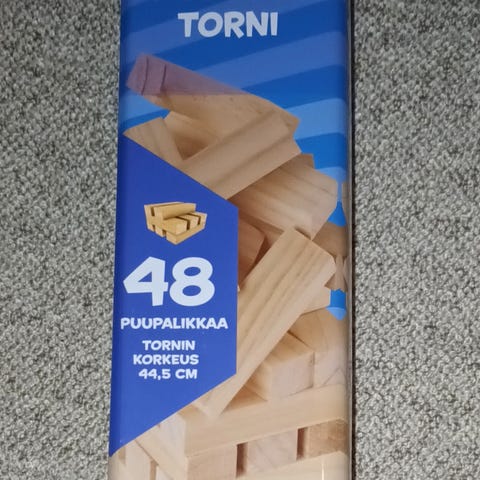 TORNI
48
PUUPALIKKAA
TORNIN
KORKEUS
44,5 CM